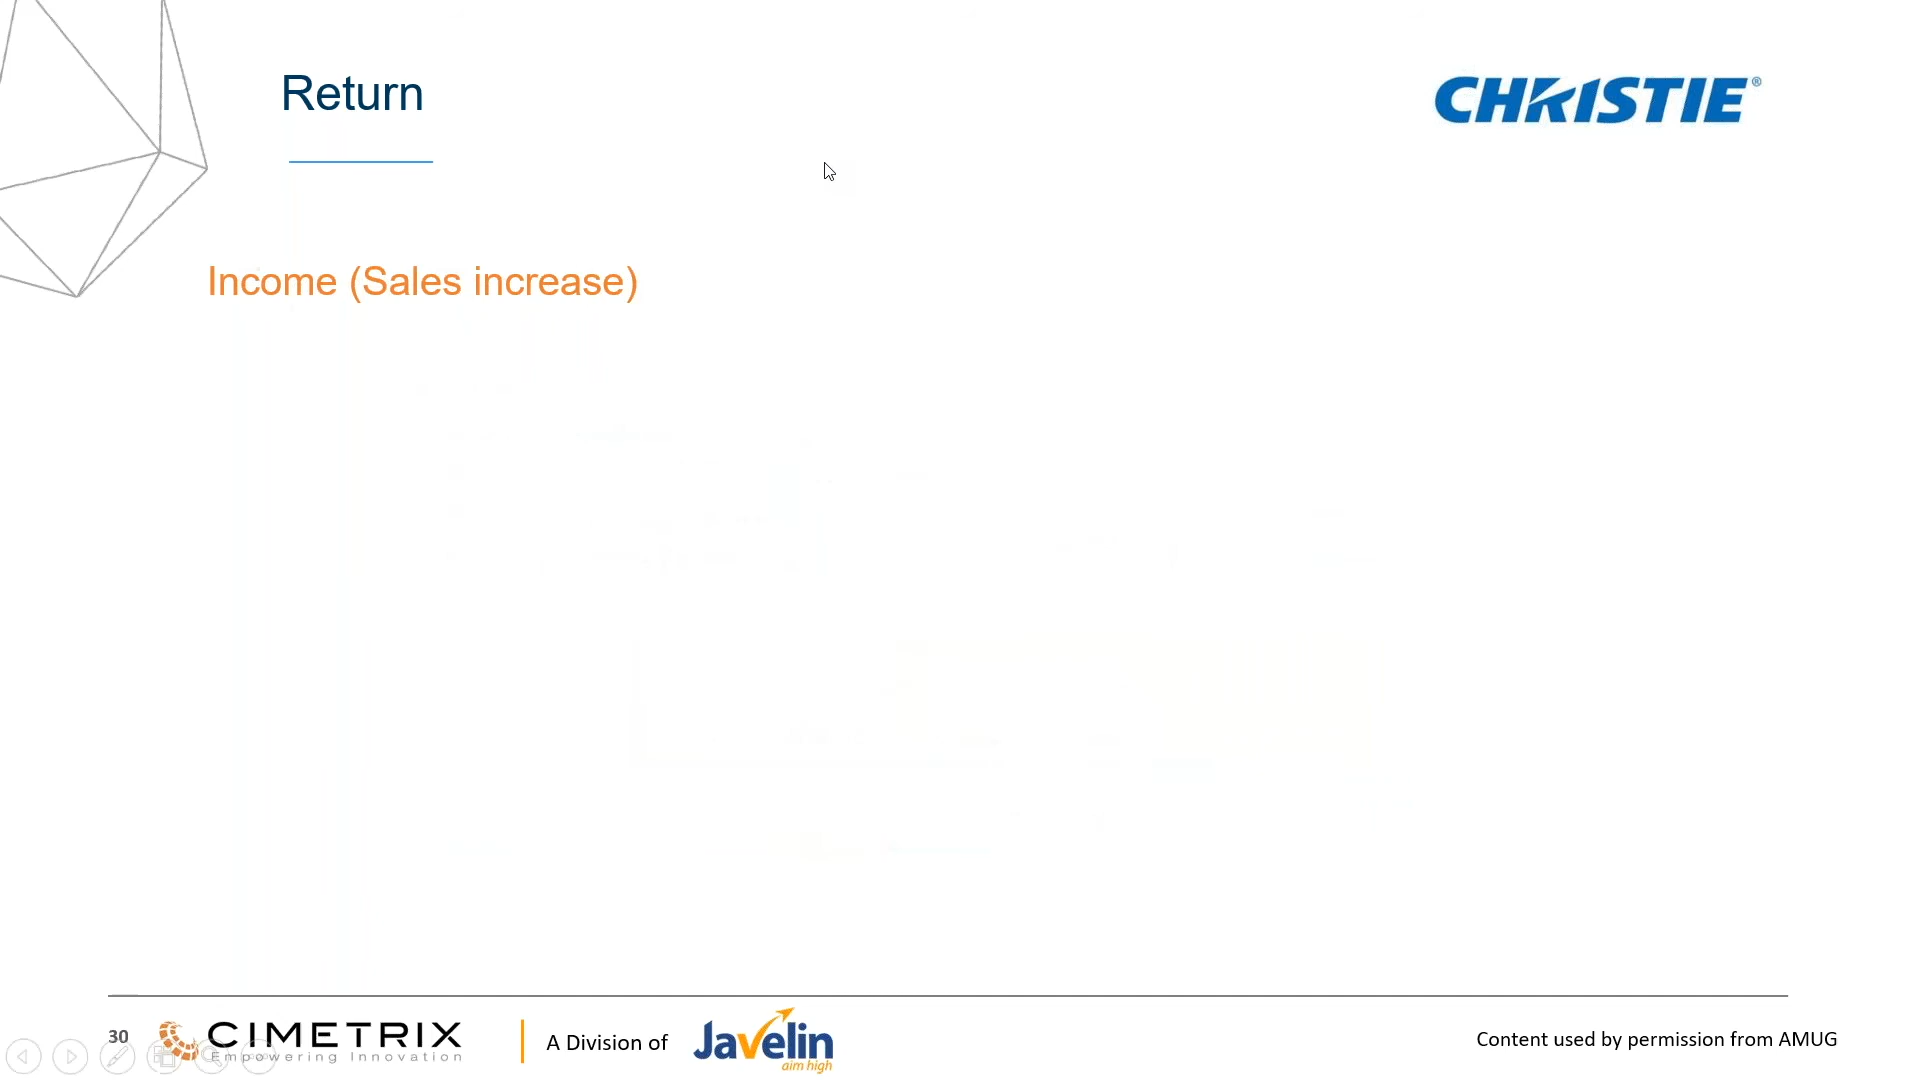 Return
CHRISTIE®
Income (Sales increase)
30
CIMETRIX
Empowering Innovation
A Division of
Javelin
aim high
Content used by permission from AMUG